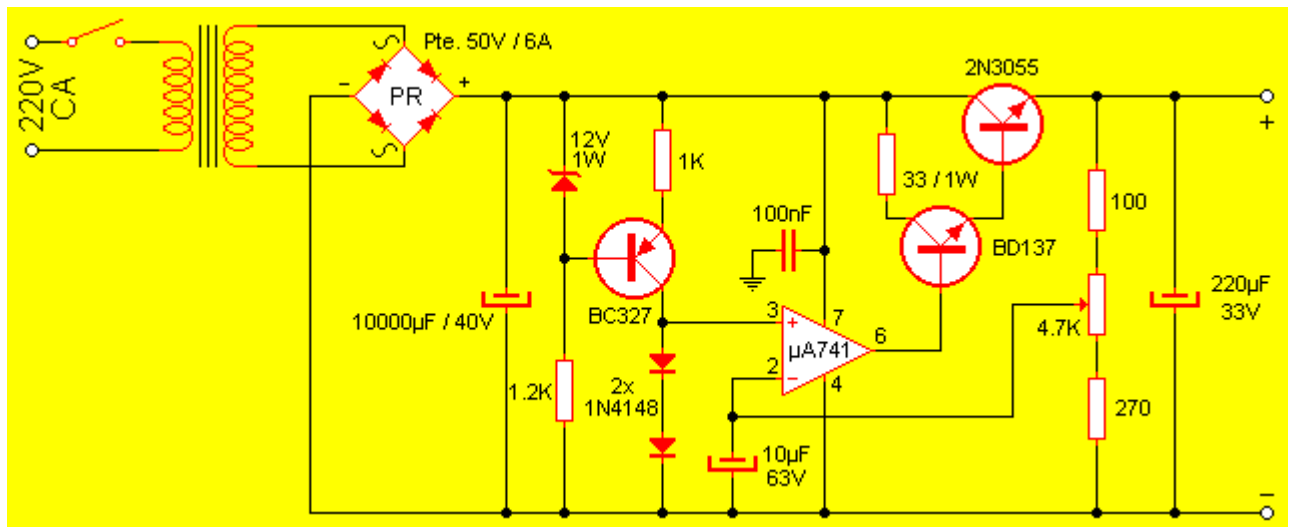 Pte. 50V / 6A
2N3055
220V
CA
PR
−
+
12V
1W
1K
33 / 1W
100
+
100nF
BD137
10000µF / 40V
BC327
3
+
7
µA741
6
2
−
4
4.7K
220µF
33V
1.2K
2x
1N4148
270
10µF
63V
−